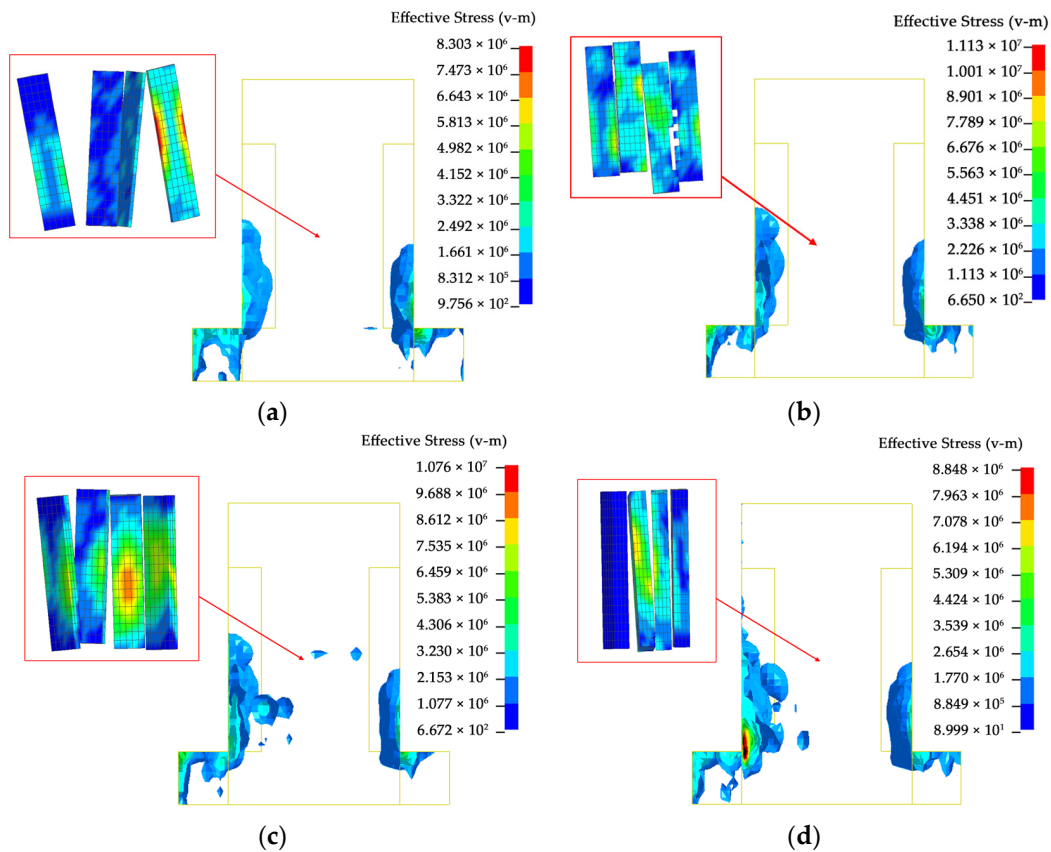 Effective Stress (v-m)
8.303 × 10⁶
7.473 × 10⁶
6.643 × 10⁶
5.813 × 10⁶
4.982 × 10⁶
4.152 × 10⁶
3.322 × 10⁶
2.492 × 10⁶
1.661 × 10⁶
8.312 × 10⁵
9.756 × 10²
(a)
Effective Stress (v-m)
1.113 × 10⁷
1.001 × 10⁷
8.901 × 10⁶
7.789 × 10⁶
6.676 × 10⁶
5.563 × 10⁶
4.451 × 10⁶
3.338 × 10⁶
2.226 × 10⁶
1.113 × 10⁶
6.650 × 10²
(b)
Effective Stress (v-m)
1.076 × 10⁷
9.688 × 10⁶
8.612 × 10⁶
7.535 × 10⁶
6.459 × 10⁶
5.383 × 10⁶
4.306 × 10⁶
3.230 × 10⁶
2.153 × 10⁶
1.077 × 10⁶
6.672 × 10²
(c)
Effective Stress (v-m)
8.848 × 10⁶
7.963 × 10⁶
7.078 × 10⁶
6.194 × 10⁶
5.309 × 10⁶
4.424 × 10⁶
3.539 × 10⁶
2.654 × 10⁶
1.770 × 10⁶
8.849 × 10⁵
8.999 × 10¹
(d)